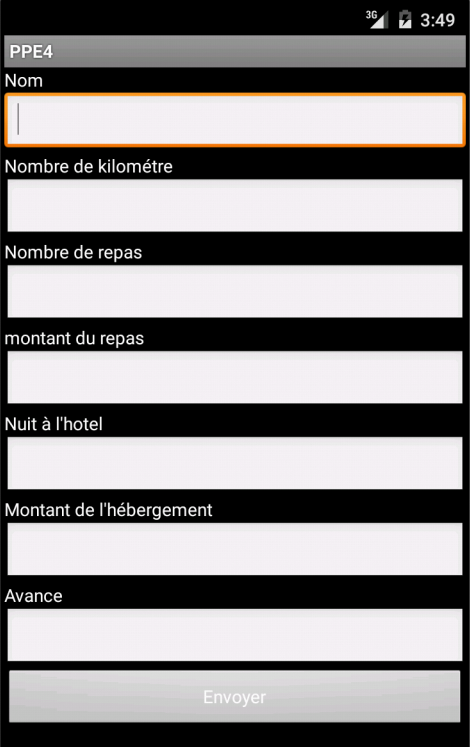 3G 3:49
PPE4
Nom
Nombre de kilométre
Nombre de repas
montant du repas
Nuit à l'hotel
Montant de l'hébergement
Avance
Envoyer